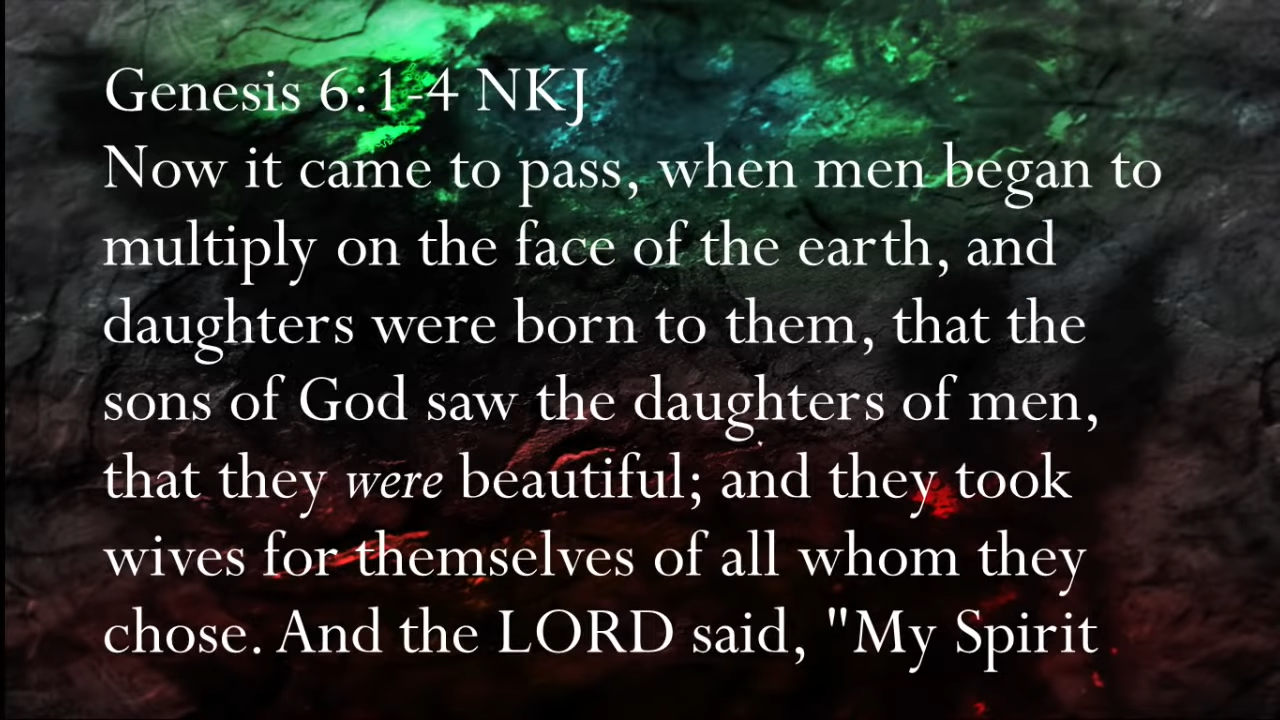 Genesis 6:1-4 NKJ
Now it came to pass, when men began to
multiply on the face of the earth, and
daughters were born to them, that the
sons of God saw the daughters of men,
that they were beautiful; and they took
wives for themselves of all whom they
chose. And the LORD said, "My Spirit